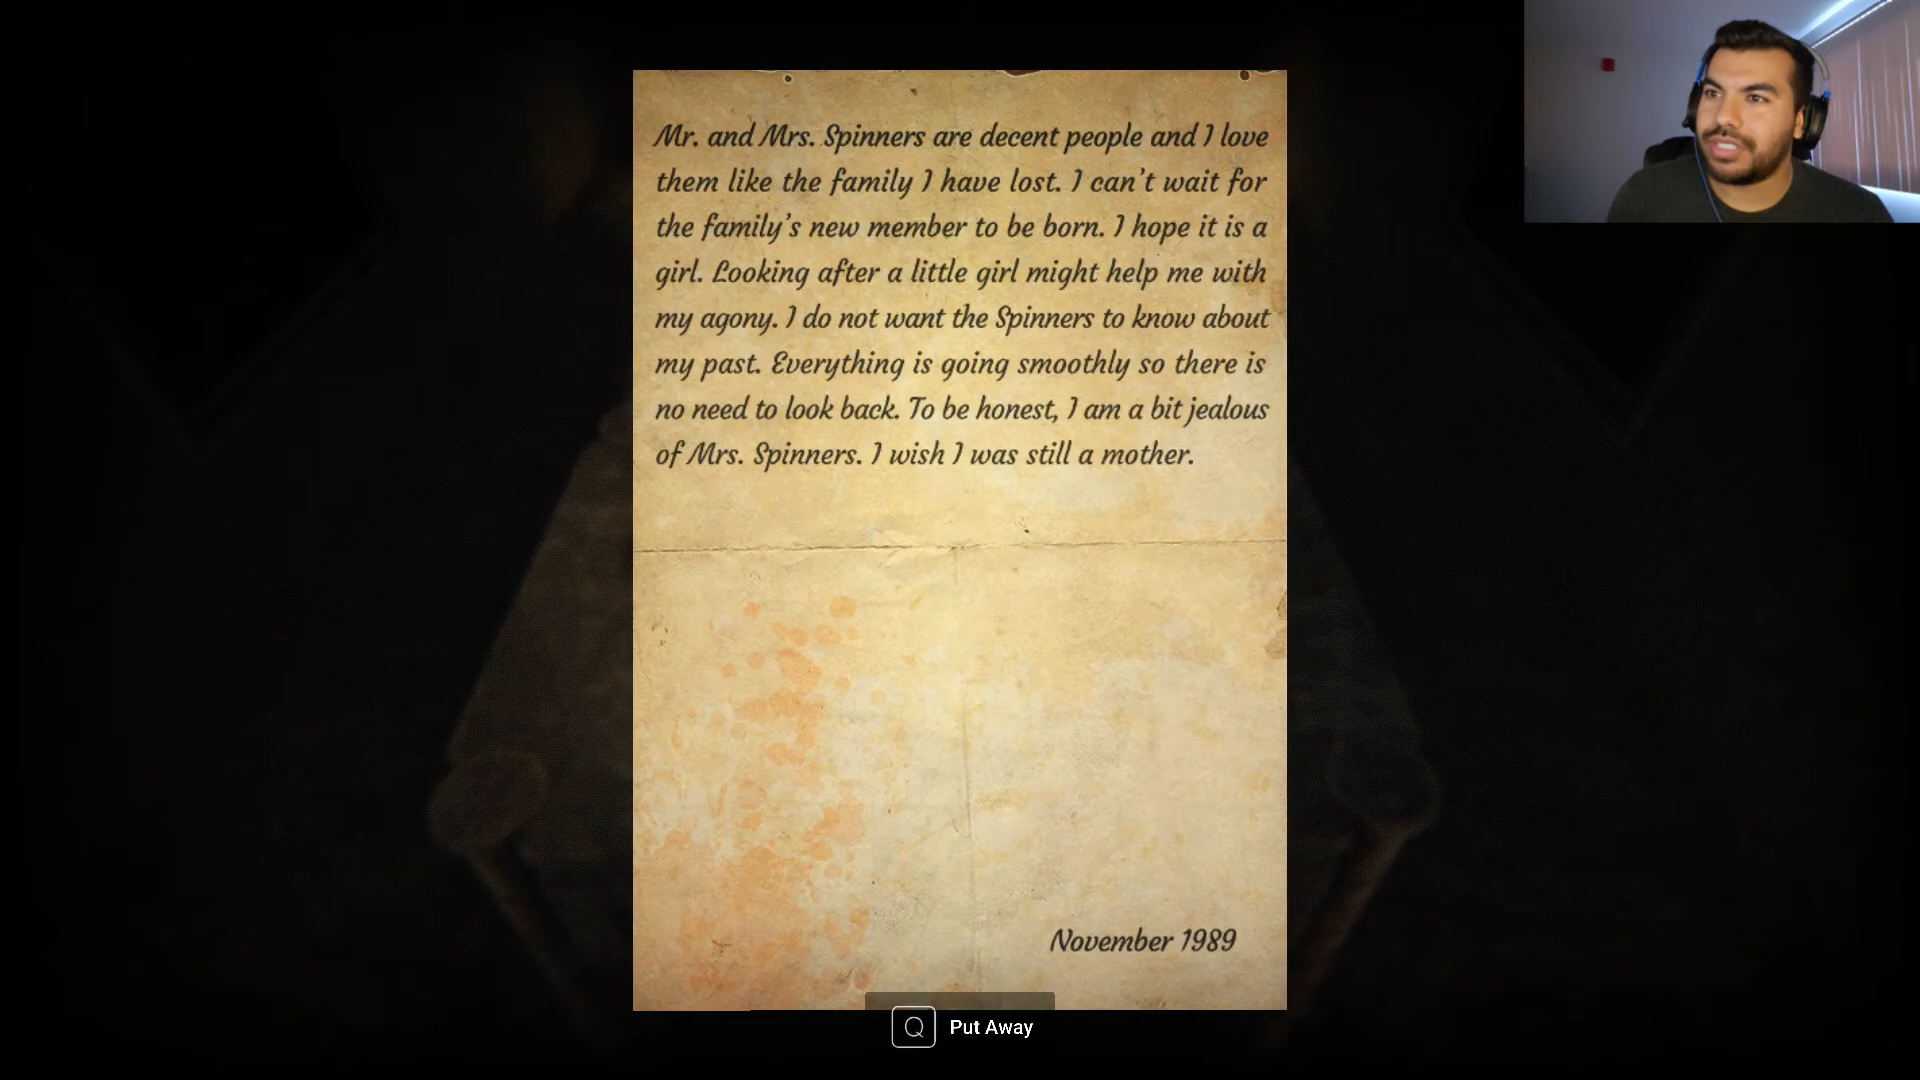 Mr. and Mrs. Spinners are decent people and I love
them like the family I have lost. I can't wait for
the family's new member to be born. I hope it is a
girl. Looking after a little girl might help me with
my agony. I do not want the Spinners to know about
my past. Everything is going smoothly so there is
no need to look back. To be honest, I am a bit jealous
of Mrs. Spinners. I wish I was still a mother.
November 1989
Q Put Away